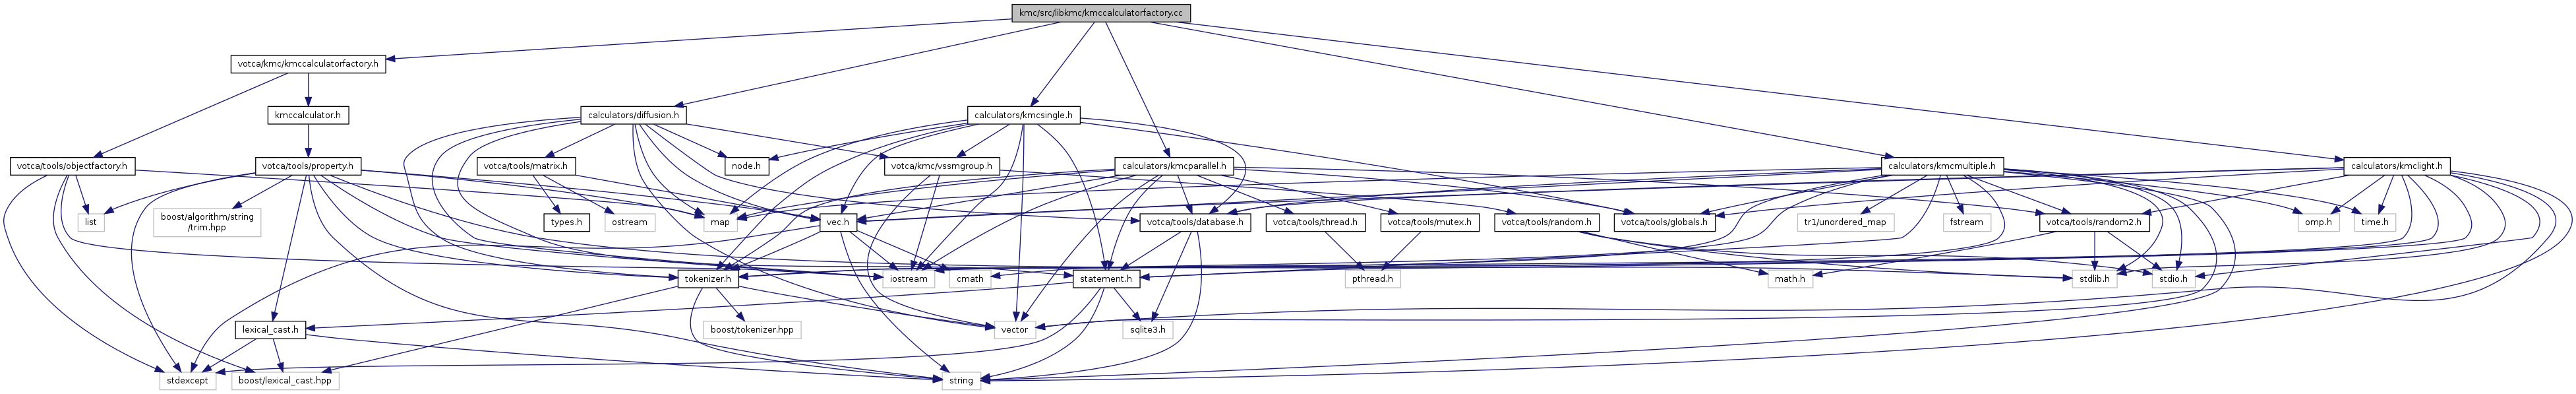 kmc/src/libkmc/kmccalculatorfactory.cc
votca/kmc/kmccalculatorfactory.h
kmccalculator.h
calculators/diffusion.h
calculators/kmcsingle.h
votca/tools/objectfactory.h
votca/tools/property.h
votca/tools/matrix.h
node.h
votca/kmc/vssmgroup.h
calculators/kmcparallel.h
calculators/kmcmultiple.h
calculators/kmclight.h
list
boost/algorithm/string
/trim.hpp
types.h
ostream
map
vec.h
votca/tools/database.h
votca/tools/thread.h
votca/tools/mutex.h
votca/tools/random.h
votca/tools/globals.h
tr1/unordered_map
fstream
votca/tools/random2.h
omp.h
time.h
tokenizer.h
iostream
cmath
statement.h
pthread.h
math.h
stdlib.h
stdio.h
lexical_cast.h
boost/tokenizer.hpp
vector
sqlite3.h
stdexcept
boost/lexical_cast.hpp
string